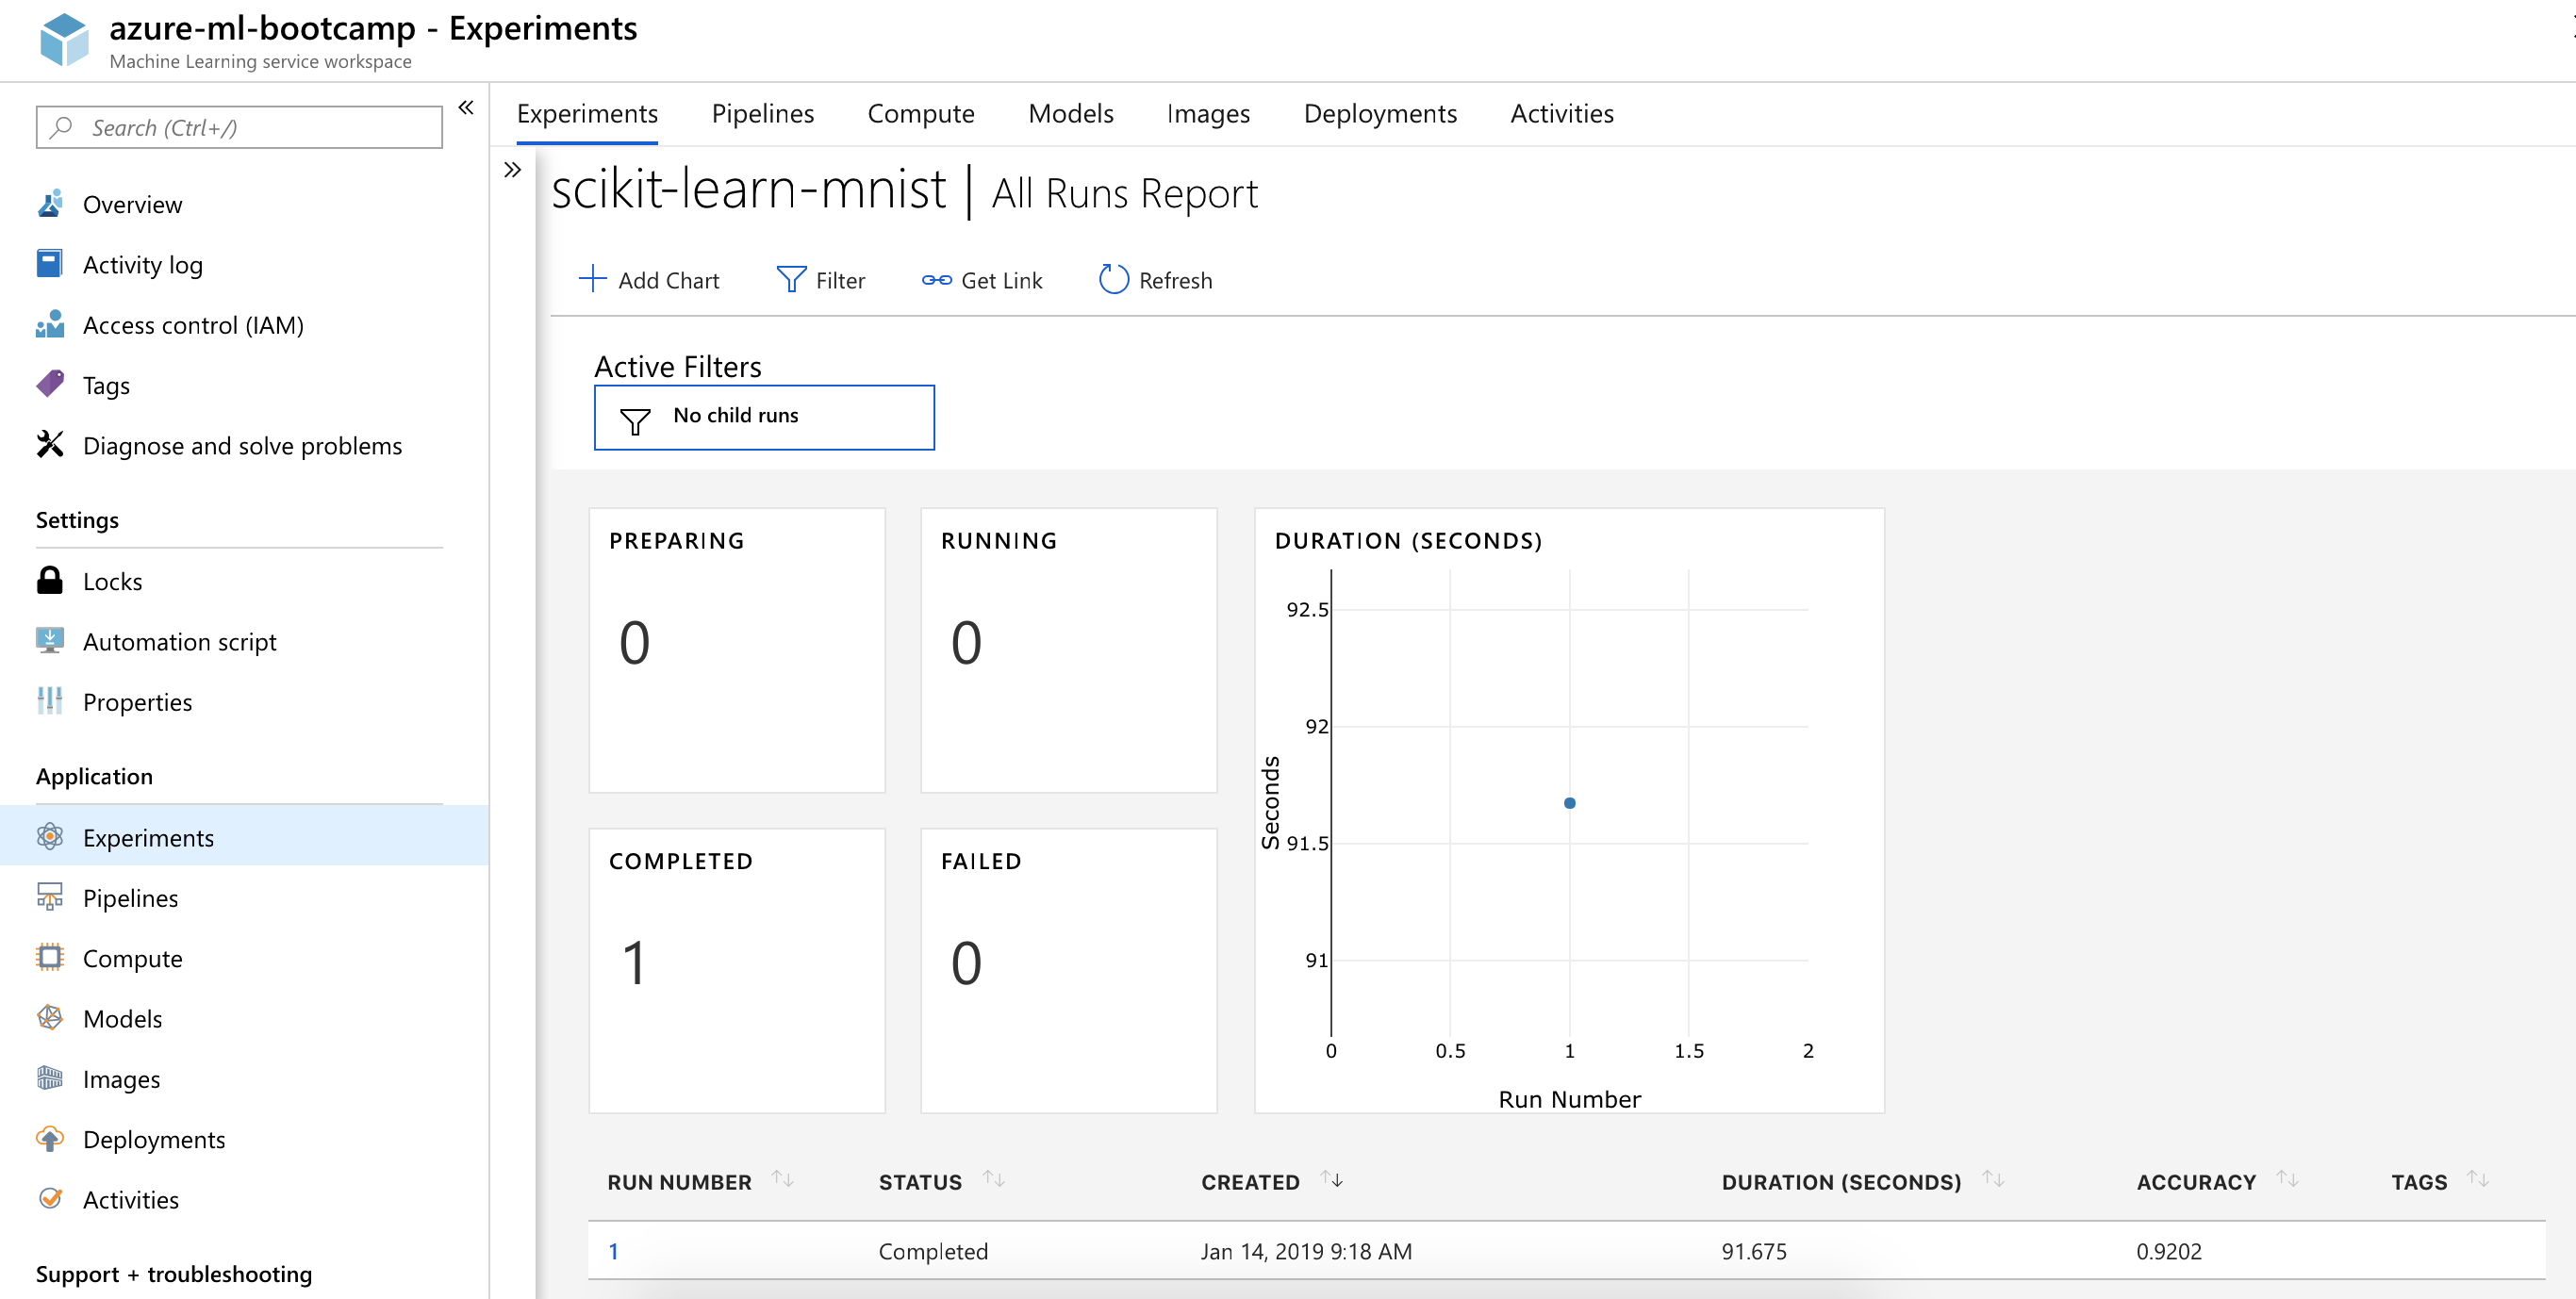 azure-ml-bootcamp - Experiments
Machine Learning service workspace
Search (Ctrl+/)
Overview
Activity log
Access control (IAM)
Tags
Diagnose and solve problems
Settings
Locks
Automation script
Properties
Application
Experiments
Pipelines
Compute
Models
Images
Deployments
Activities
Support + troubleshooting
Experiments Pipelines Compute Models Images Deployments Activities
scikit-learn-mnist | All Runs Report
Add Chart Filter Get Link Refresh
Active Filters
No child runs
PREPARING
0
RUNNING
0
COMPLETED
1
FAILED
0
DURATION (SECONDS)
92.5
92
91.5
91
Seconds
0 0.5 1 1.5 2
Run Number
RUN NUMBER STATUS CREATED DURATION (SECONDS) ACCURACY TAGS
1 Completed Jan 14, 2019 9:18 AM 91.675 0.9202